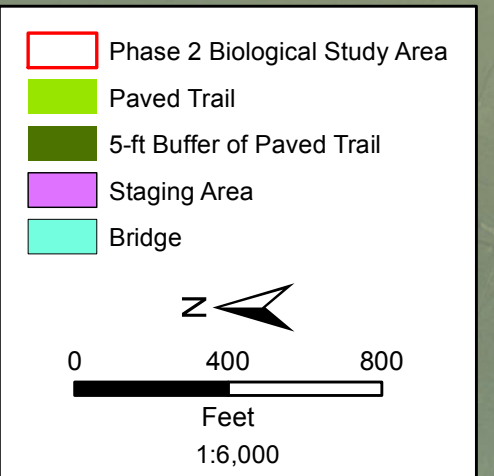 Phase 2 Biological Study Area
Paved Trail
5-ft Buffer of Paved Trail
Staging Area
Bridge
N
0 400 800
Feet
1:6,000